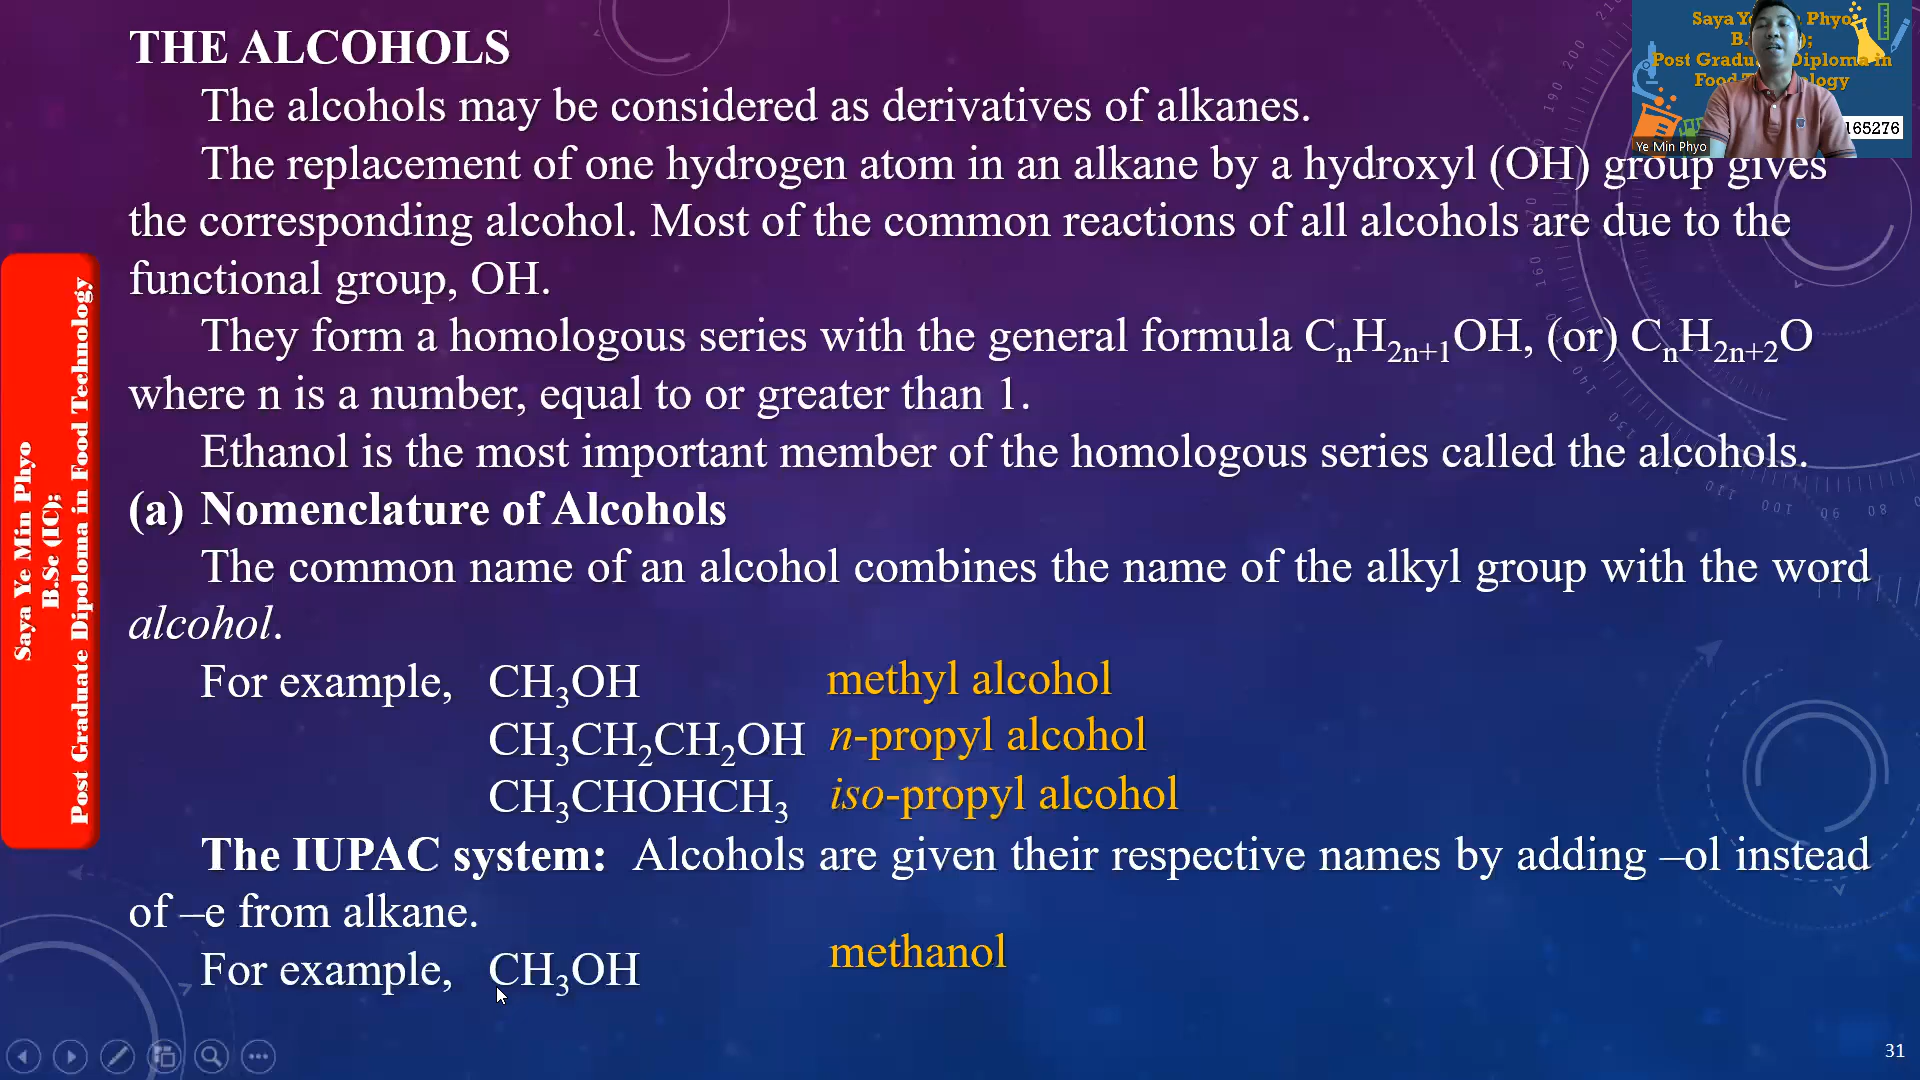 THE ALCOHOLS
The alcohols may be considered as derivatives of alkanes.
The replacement of one hydrogen atom in an alkane by a hydroxyl (OH) group gives
the corresponding alcohol. Most of the common reactions of all alcohols are due to the
functional group, OH.
They form a homologous series with the general formula CₙH₂ₙ₊₁OH, (or) CₙH₂ₙ₊₂O
where n is a number, equal to or greater than 1.
Ethanol is the most important member of the homologous series called the alcohols.
(a) Nomenclature of Alcohols
The common name of an alcohol combines the name of the alkyl group with the word
alcohol.
For example, CH₃OH methyl alcohol
CH₃CH₂CH₂OH n-propyl alcohol
CH₃CHOHCH₃ iso-propyl alcohol
The IUPAC system: Alcohols are given their respective names by adding –ol instead
of –e from alkane.
For example, CH₃OH methanol
31
Saya Ye Min Phyo
B.Sc (IC);
Post Graduate Dipoloma in Food Technology
Saya Phyo
Post Diploma in
165276
Ye Min Phyo